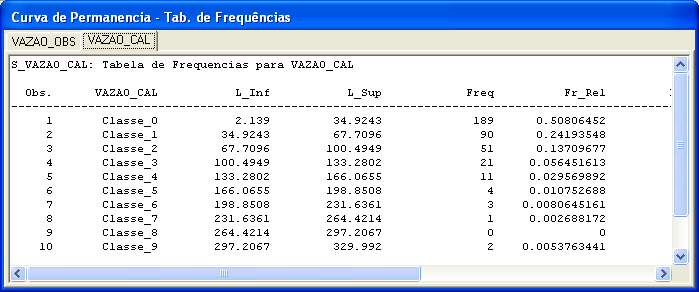 Curva de Permanencia - Tab. de Frequências
VAZAO_OBS VAZAO_CAL
S_VAZAO_CAL: Tabela de Frequencias para VAZAO_CAL
Obs. VAZAO_CAL L_Inf L_Sup Freq Fr_Rel
1 Classe_0 2.139 34.9243 189 0.50806452
2 Classe_1 34.9243 67.7096 90 0.24193548
3 Classe_2 67.7096 100.4949 51 0.13709677
4 Classe_3 100.4949 133.2802 21 0.056451613
5 Classe_4 133.2802 166.0655 11 0.029569892
6 Classe_5 166.0655 198.8508 4 0.010752688
7 Classe_6 198.8508 231.6361 3 0.0080645161
8 Classe_7 231.6361 264.4214 1 0.002688172
9 Classe_8 264.4214 297.2067 0 0
10 Classe_9 297.2067 329.992 2 0.0053763441